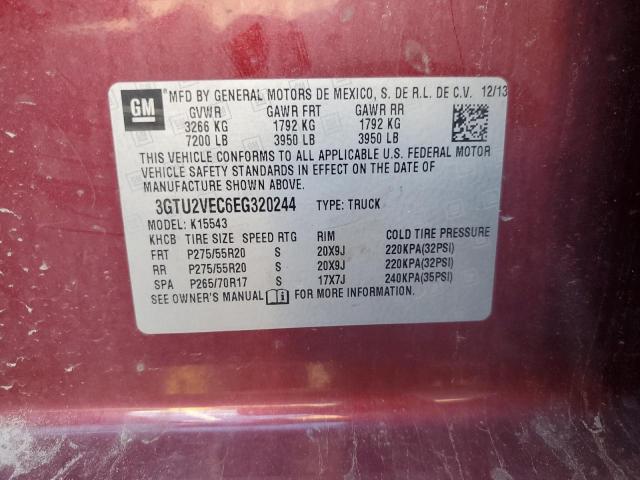 GM
®MFD BY GENERAL MOTORS DE MEXICO, S. DE R.L. DE C.V. 12/13
GVWR GAWR FRT GAWR RR
3266 KG 1792 KG 1792 KG
7200 LB 3950 LB 3950 LB
THIS VEHICLE CONFORMS TO ALL APPLICABLE U.S. FEDERAL MOTOR
VEHICLE SAFETY STANDARDS IN EFFECT ON THE DATE OF
MANUFACTURE SHOWN ABOVE.
3GTU2VEC6EG320244 TYPE: TRUCK
MODEL: K15543
KHCB TIRE SIZE SPEED RTG RIM COLD TIRE PRESSURE
FRT P275/55R20 S 20X9J 220KPA(32PSI)
RR P275/55R20 S 20X9J 220KPA(32PSI)
SPA P265/70R17 S 17X7J 240KPA(35PSI)
SEE OWNER'S MANUAL FOR MORE INFORMATION.